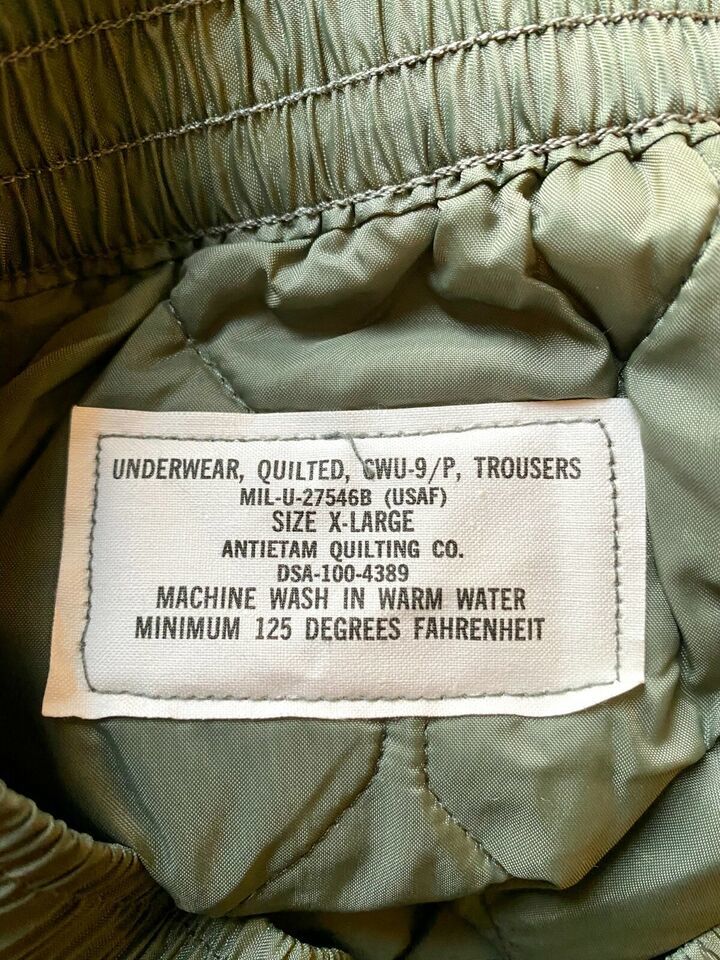 UNDERWEAR, QUILTED, CWU-9/P, TROUSERS
MIL-U-27546B (USAF)
SIZE X-LARGE
ANTIETAM QUILTING CO.
DSA-100-4389
MACHINE WASH IN WARM WATER
MINIMUM 125 DEGREES FAHRENHEIT